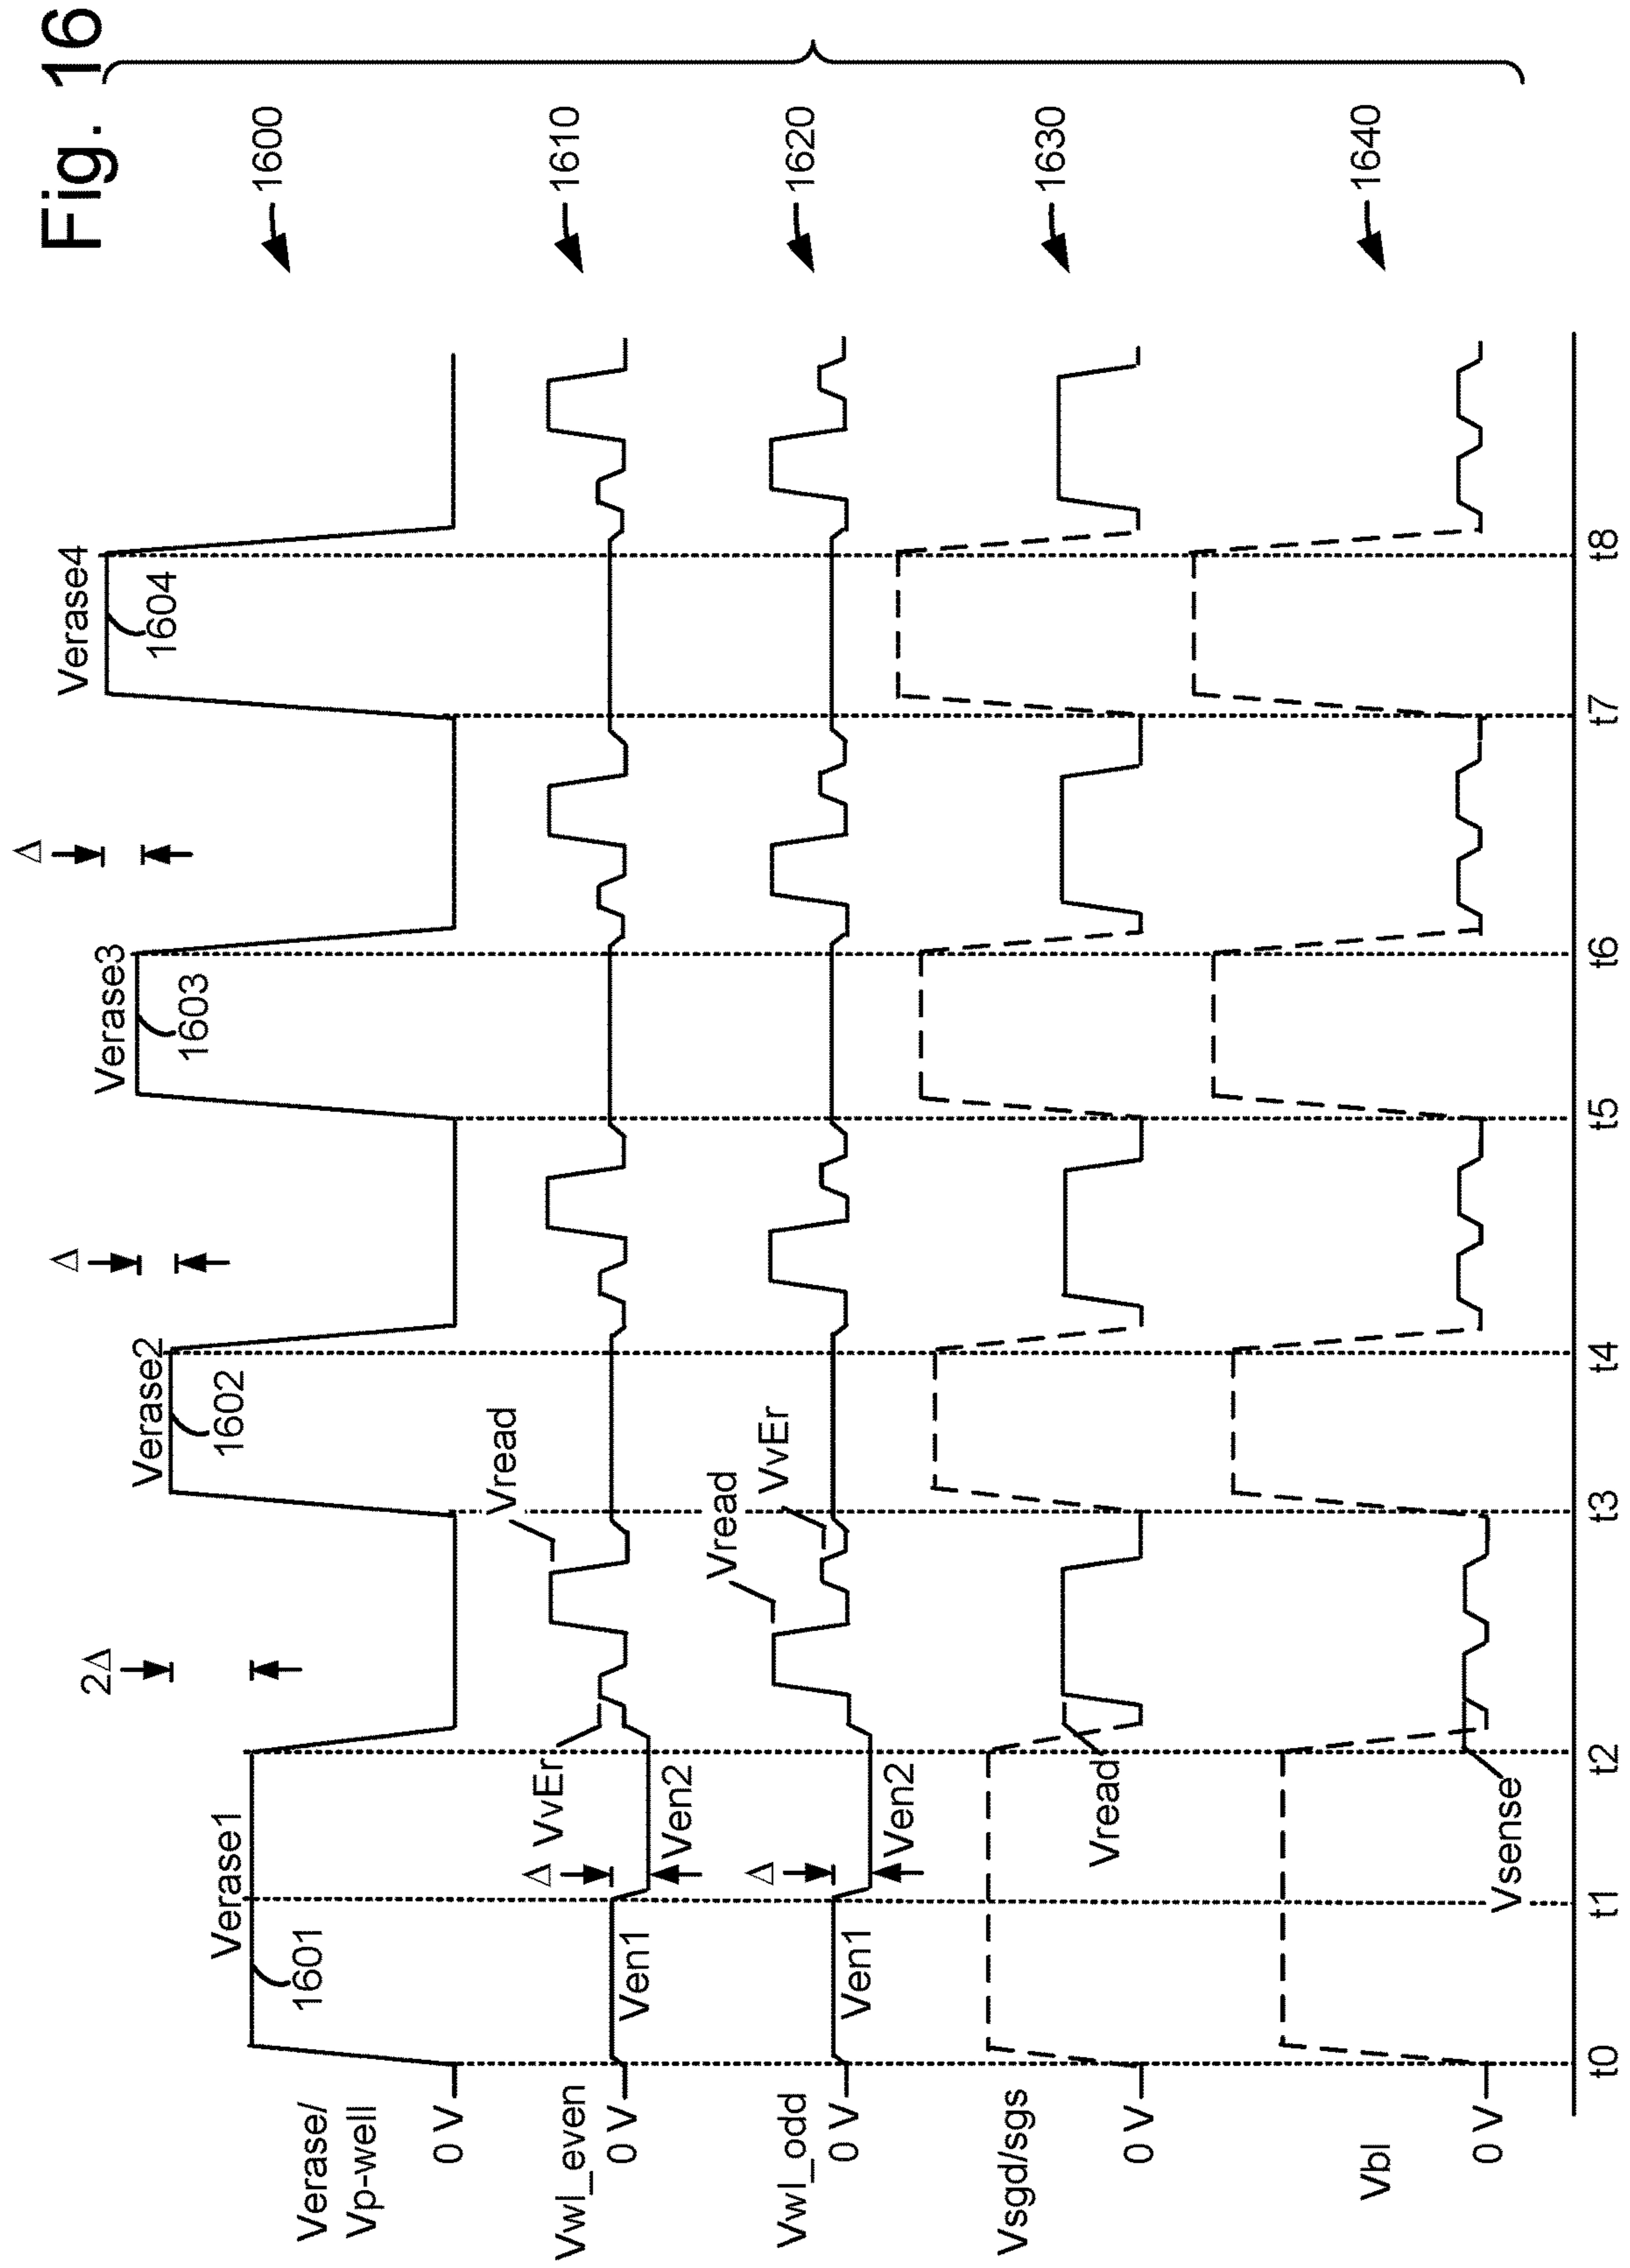 Fig. 16
Verase/
Vp-well
0 V
Verase1
1601
2Δ
Verase2
1602
Δ
Verase3
1603
Δ
Verase4
1604
1600
Vwl_even
0 V
Ven1
Δ
Ven2
VvEr
Vread
1610
Vwl_odd
0 V
Ven1
Δ
Ven2
Vread
VvEr
1620
Vsgd/sgs
0 V
Vread
1630
Vbl
0 V
Vsense
1640
t0 t1 t2 t3 t4 t5 t6 t7 t8